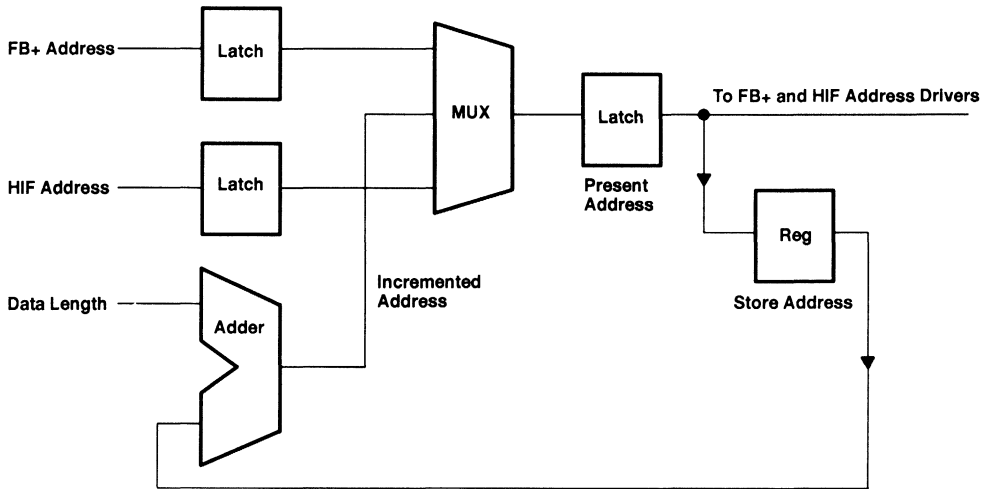 FB+ Address
Latch
MUX
Latch
To FB+ and HIF Address Drivers
HIF Address
Latch
Present
Address
Reg
Store Address
Incremented
Address
Data Length
Adder